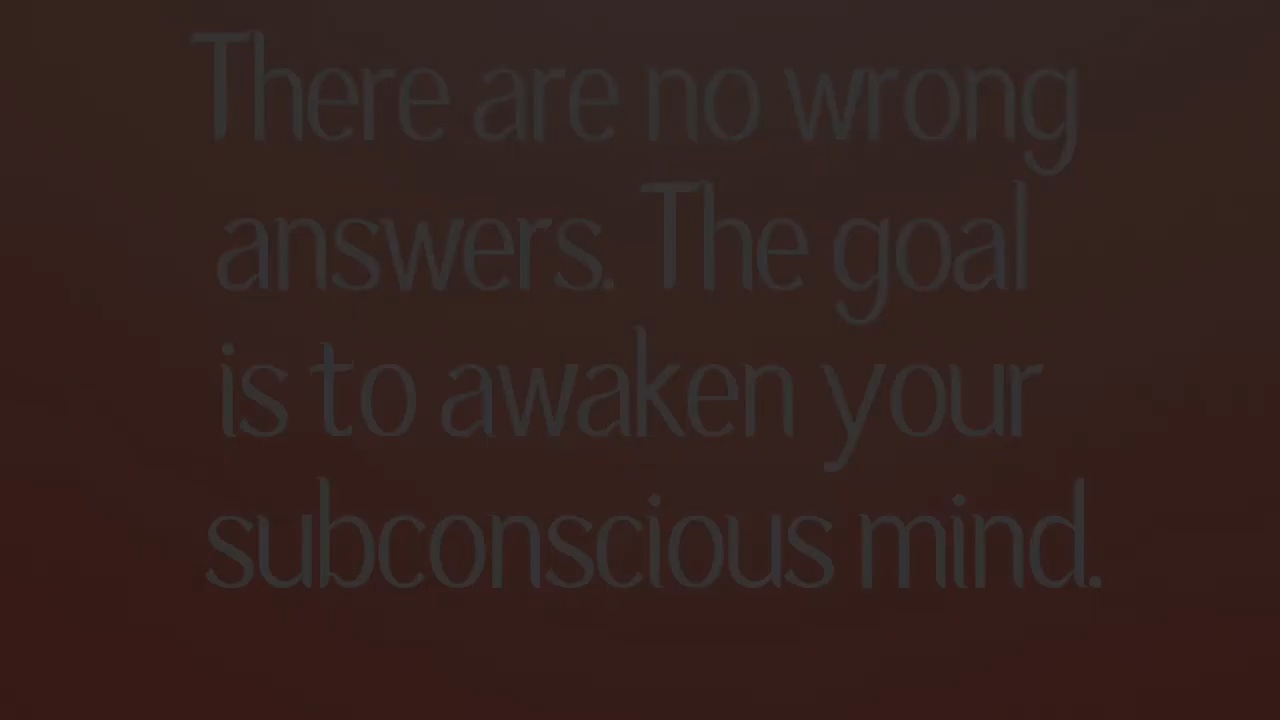 There are no wrong
answers. The goal
is to awaken your
subconscious mind.